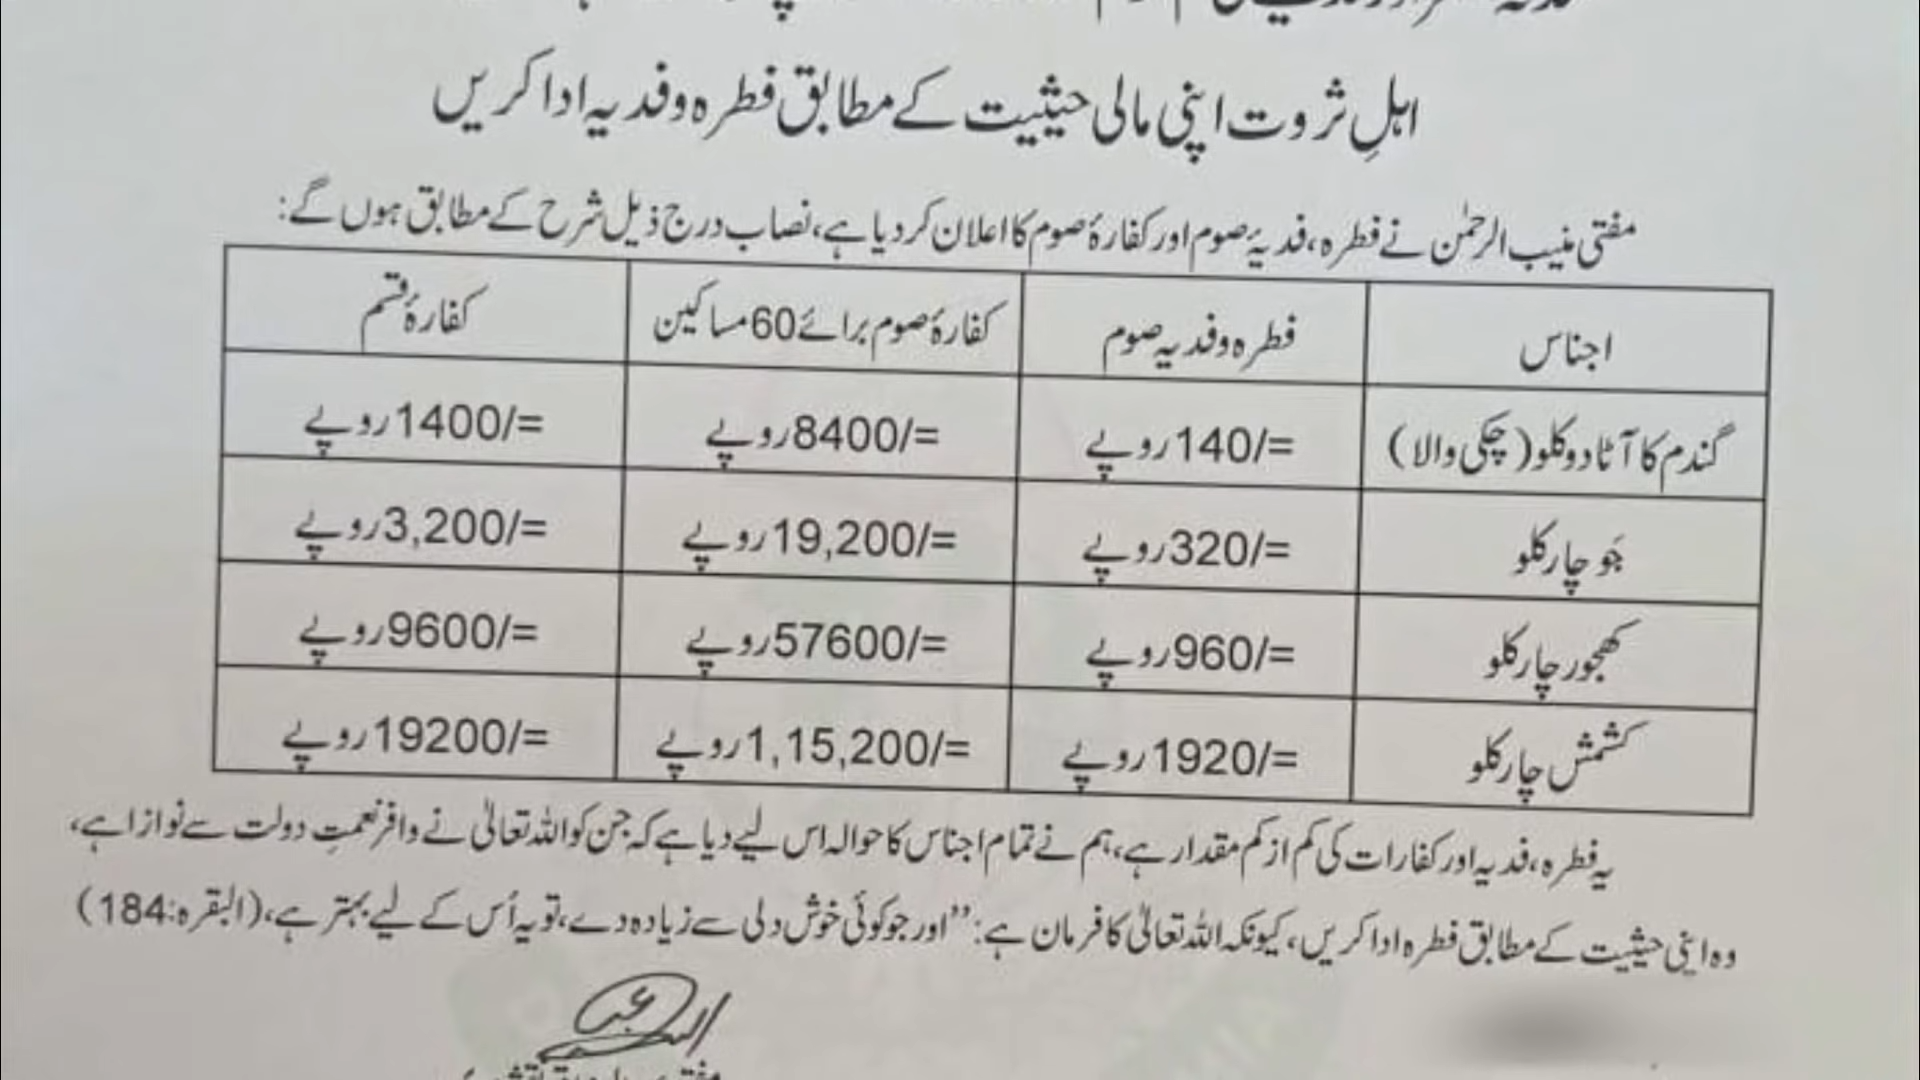 اہلِ ثروت اپنی مالی حیثیت کے مطابق فطرہ و فدیہ ادا کریں
مفتی منیب الرحمٰن نے فطرہ، فدیۂ صوم اور کفارۂ صوم کا اعلان کر دیا ہے، نصاب درج ذیل شرح کے مطابق ہوں گے:
اجناس فطرہ و فدیہ صوم کفارۂ صوم برائے 60 مساکین کفارۂ قسم
گندم کا آٹا دو کلو (چکی والا) 140/= روپے 8400/= روپے 1400/= روپے
جَو چار کلو 320/= روپے 19,200/= روپے 3,200/= روپے
کھجور چار کلو 960/= روپے 57600/= روپے 9600/= روپے
کشمش چار کلو 1920/= روپے 1,15,200/= روپے 19200/= روپے
یہ فطرہ، فدیہ اور کفارات کی کم از کم مقدار ہے، ہم نے تمام اجناس کا حوالہ اس لیے دیا ہے کہ جن کو اللہ تعالیٰ نے وافر نعمتِ دولت سے نوازا ہے،
وہ اپنی حیثیت کے مطابق فطرہ ادا کریں، کیونکہ اللہ تعالیٰ کا فرمان ہے: ”اور جو کوئی خوش دلی سے زیادہ دے، تو یہ اُس کے لیے بہتر ہے، (البقرہ:184)